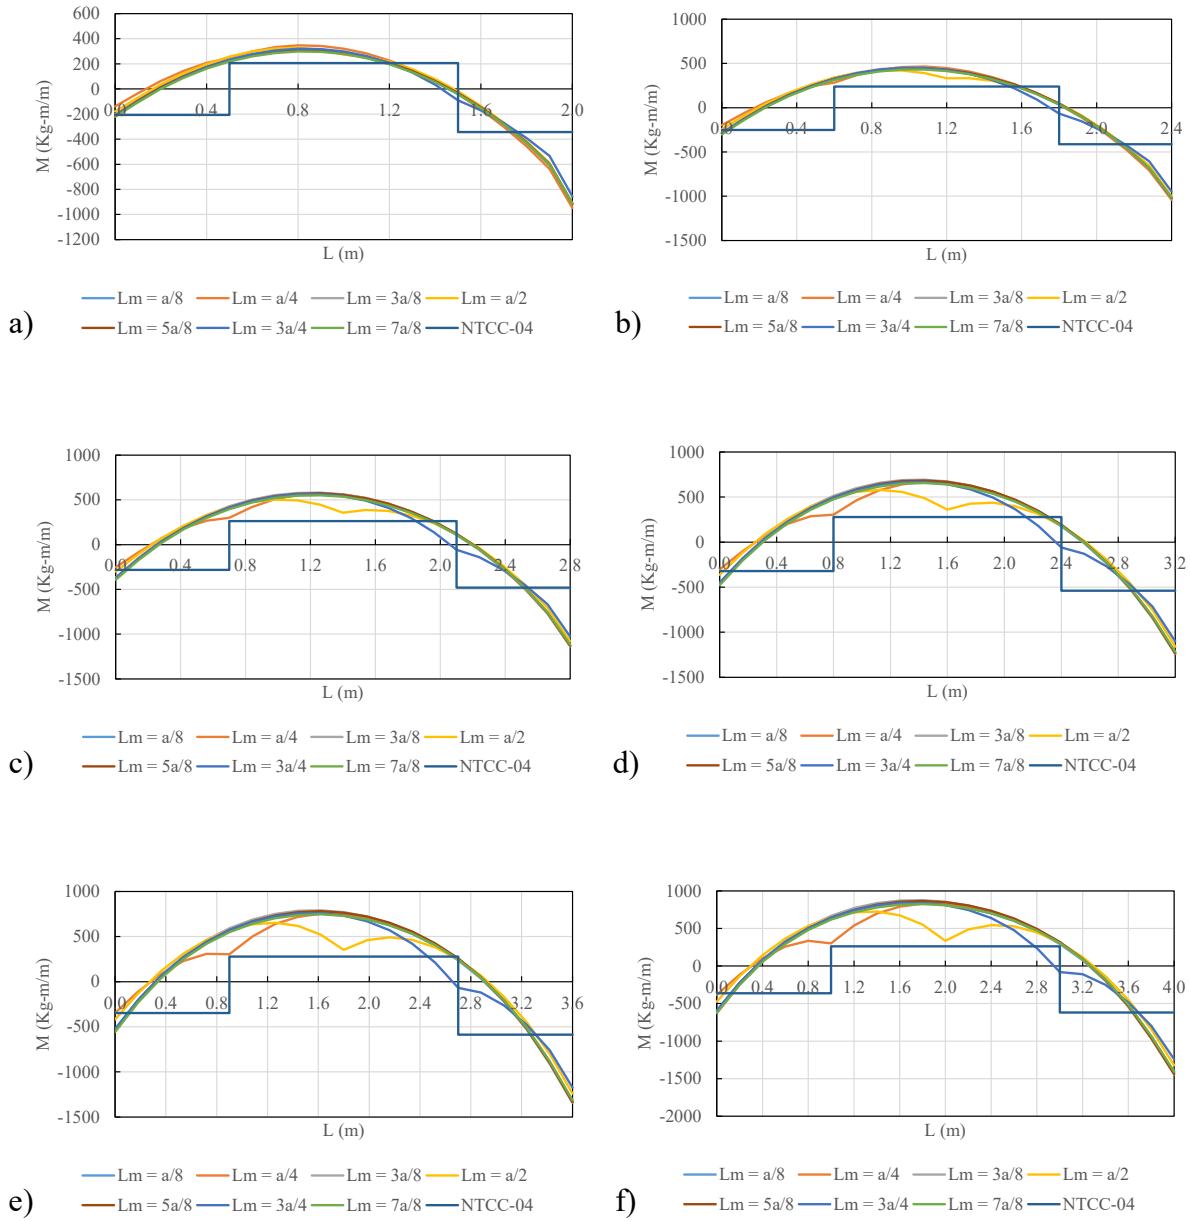 600
400
200
0
-200
-400
-600
-800
-1000
-1200
M (Kg-m/m)
0.0 0.4 0.8 1.2 1.6 2.0
L (m)
Lm = a/8 Lm = a/4 Lm = 3a/8 Lm = a/2
Lm = 5a/8 Lm = 3a/4 Lm = 7a/8 NTCC-04
a)
1000
500
0
-500
-1000
-1500
M (Kg-m/m)
0.0 0.4 0.8 1.2 1.6 2.0 2.4
L (m)
Lm = a/8 Lm = a/4 Lm = 3a/8 Lm = a/2
Lm = 5a/8 Lm = 3a/4 Lm = 7a/8 NTCC-04
b)
1000
500
0
-500
-1000
-1500
M (Kg-m/m)
0.0 0.4 0.8 1.2 1.6 2.0 2.4 2.8
L (m)
Lm = a/8 Lm = a/4 Lm = 3a/8 Lm = a/2
Lm = 5a/8 Lm = 3a/4 Lm = 7a/8 NTCC-04
c)
1000
500
0
-500
-1000
-1500
M (Kg-m/m)
0.0 0.4 0.8 1.2 1.6 2.0 2.4 2.8 3.2
L (m)
Lm = a/8 Lm = a/4 Lm = 3a/8 Lm = a/2
Lm = 5a/8 Lm = 3a/4 Lm = 7a/8 NTCC-04
d)
1000
500
0
-500
-1000
-1500
M (Kg-m/m)
0.0 0.4 0.8 1.2 1.6 2.0 2.4 2.8 3.2 3.6
L (m)
Lm = a/8 Lm = a/4 Lm = 3a/8 Lm = a/2
Lm = 5a/8 Lm = 3a/4 Lm = 7a/8 NTCC-04
e)
1000
500
0
-500
-1000
-1500
-2000
M (Kg-m/m)
0.0 0.4 0.8 1.2 1.6 2.0 2.4 2.8 3.2 3.6 4.0
L (m)
Lm = a/8 Lm = a/4 Lm = 3a/8 Lm = a/2
Lm = 5a/8 Lm = 3a/4 Lm = 7a/8 NTCC-04
f)